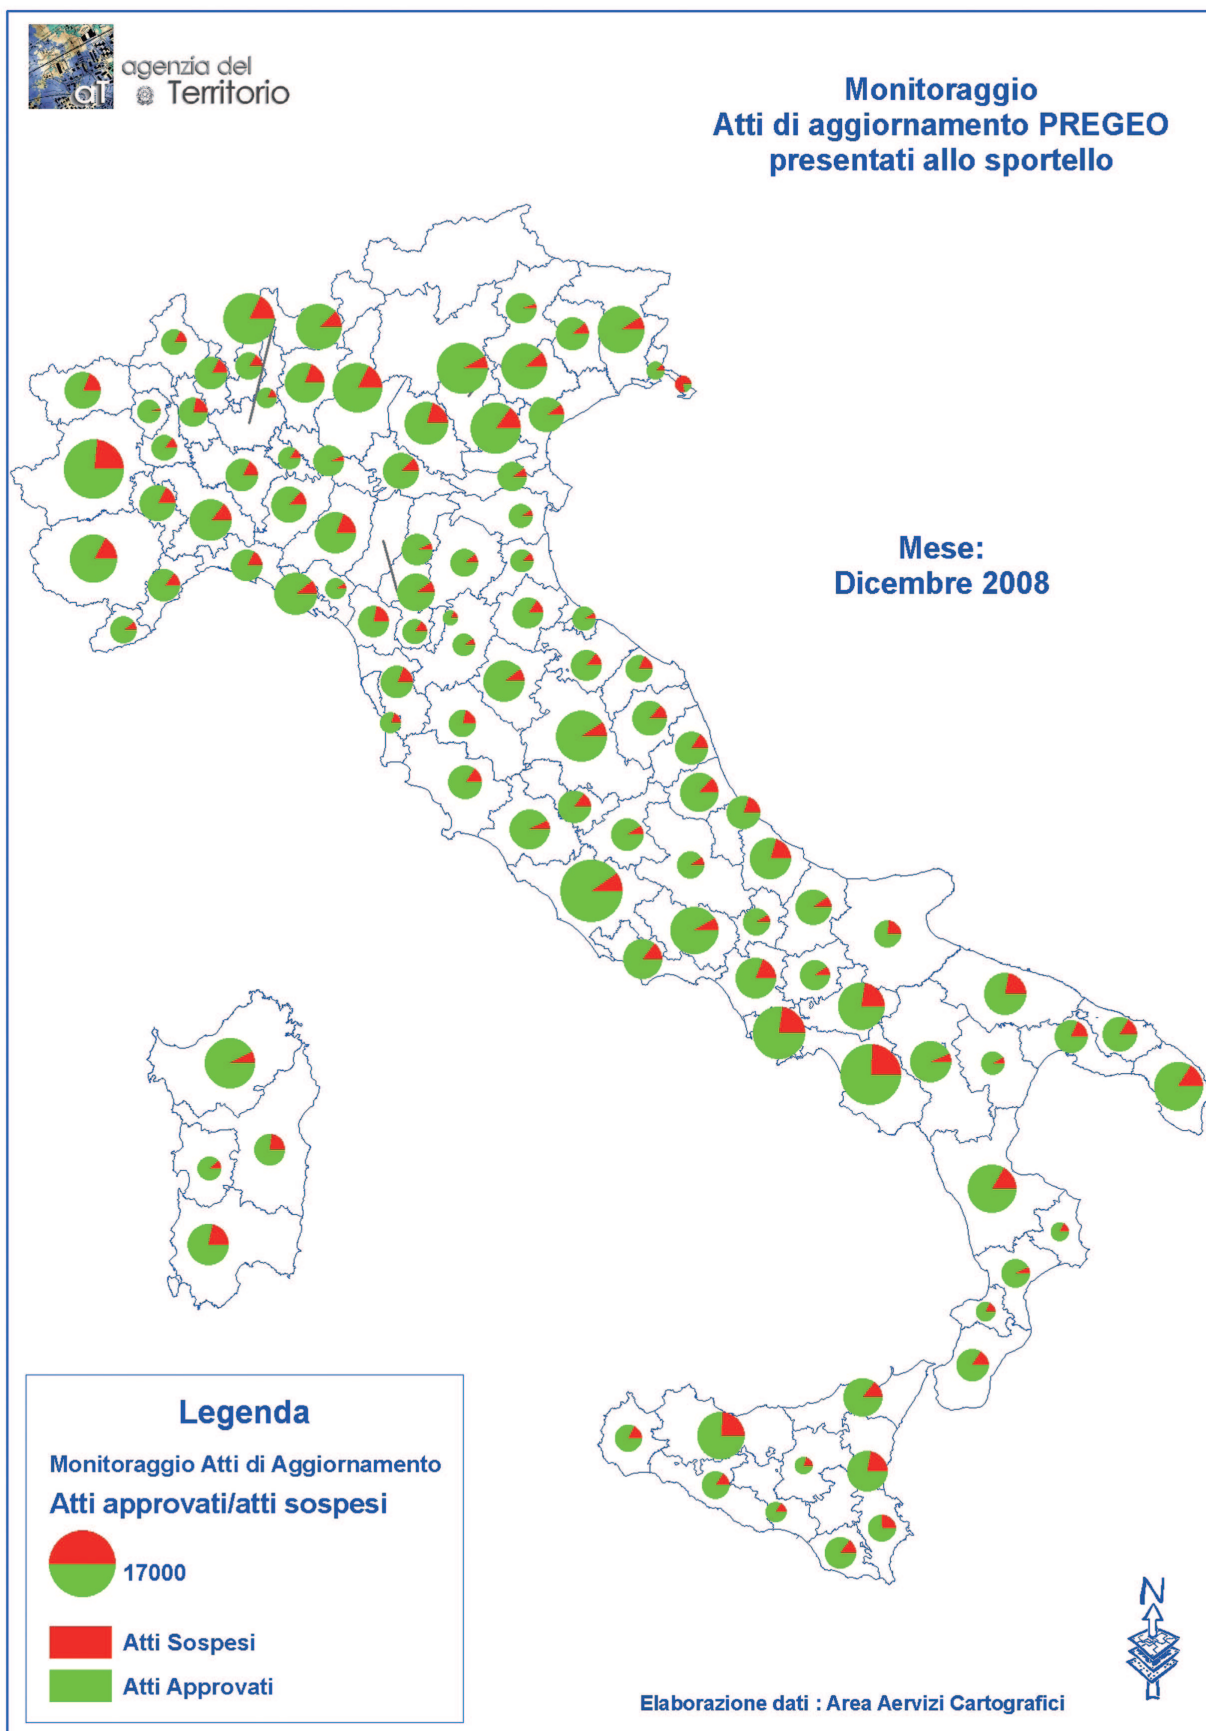 aT
agenzia del
Territorio
Monitoraggio
Atti di aggiornamento PREGEO
presentati allo sportello
Mese:
Dicembre 2008
Legenda
Monitoraggio Atti di Aggiornamento
Atti approvati/atti sospesi
17000
Atti Sospesi
Atti Approvati
N
Elaborazione dati : Area Aervizi Cartografici